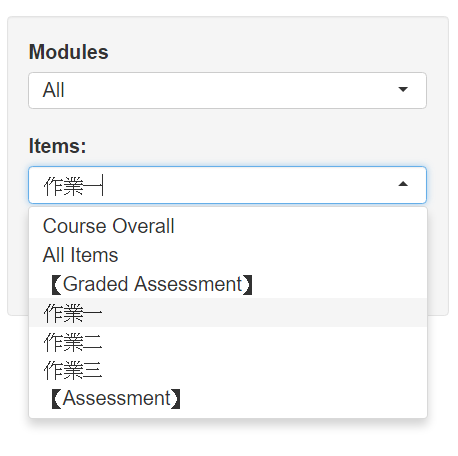 Modules
All
Items:
作業一
Course Overall
All Items
【Graded Assessment】
作業一
作業二
作業三
【Assessment】